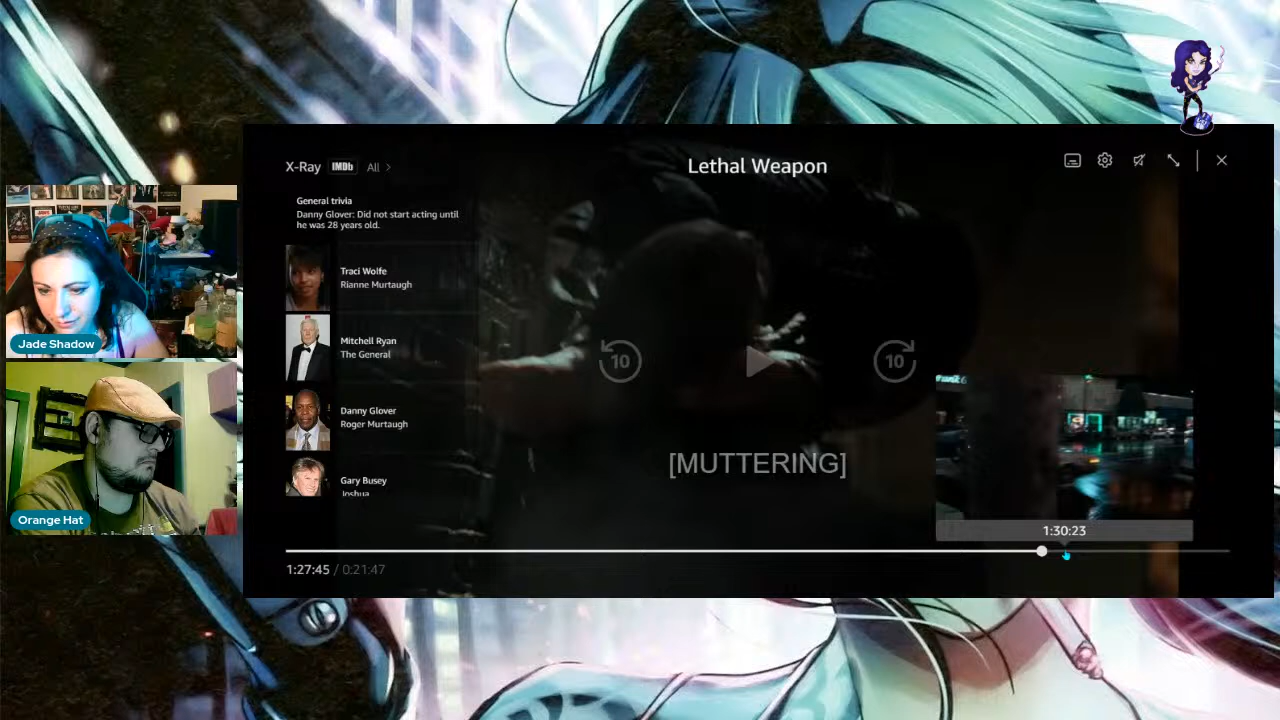 X-Ray IMDb All >
Lethal Weapon
General trivia
Danny Glover: Did not start acting until
he was 28 years old.
Traci Wolfe
Rianne Murtaugh
Mitchell Ryan
The General
Danny Glover
Roger Murtaugh
Gary Busey
Joshua
10
10
[MUTTERING]
1:30:23
1:27:45 / 0:21:47
Jade Shadow
Orange Hat